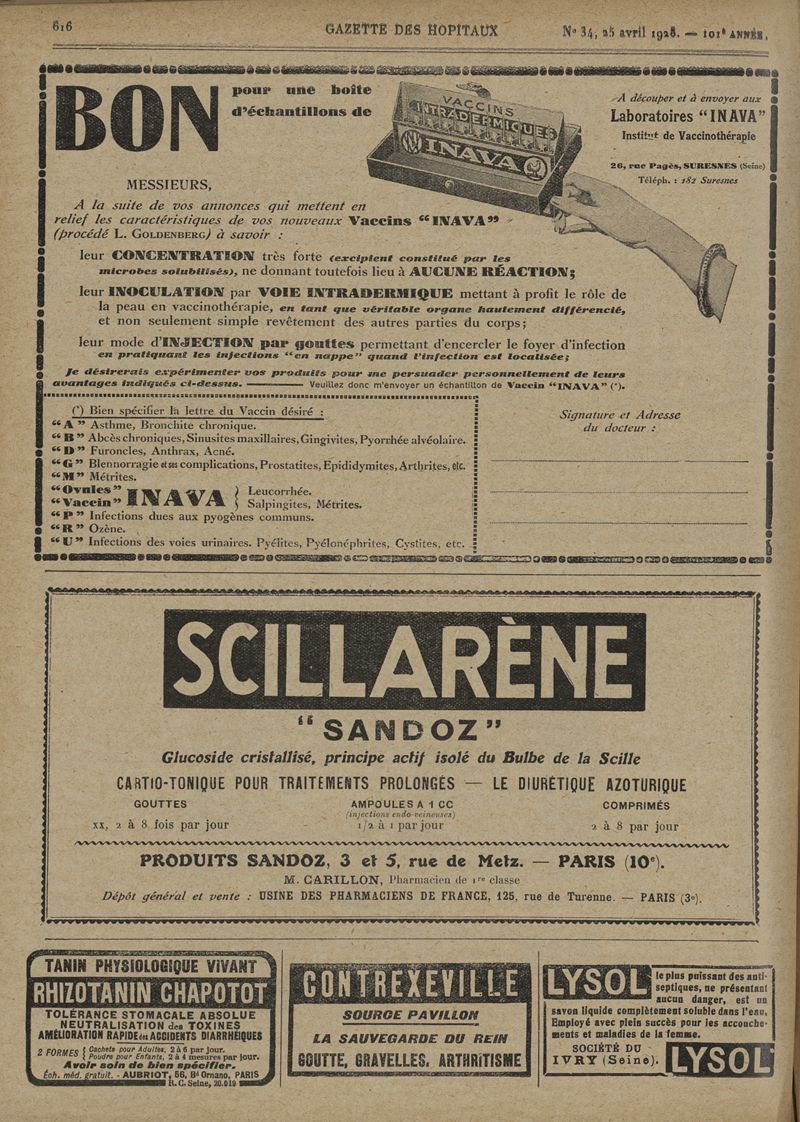 616
GAZETTE DES HOPITAUX
Nº 34, 25 avril 1928. — 101ᵉ ANNÉE.
BON
pour une boîte
d'échantillons de
VACCINS
INTRADERMIQUES
INAVA
A découper et à envoyer aux
Laboratoires “INAVA”
Institut de Vaccinothérapie
26, rue Pagès, SURESNES (Seine)
Téléph. : 182 Suresnes
MESSIEURS,
A la suite de vos annonces qui mettent en
relief les caractéristiques de vos nouveaux Vaccins “INAVA”
(procédé L. GOLDENBERG) à savoir :
leur CONCENTRATION très forte (excipient constitué par les
microbes solubilisés), ne donnant toutefois lieu à AUCUNE RÉACTION;
leur INOCULATION par VOIE INTRADERMIQUE mettant à profit le rôle de
la peau en vaccinothérapie, en tant que véritable organe hautement différencié,
et non seulement simple revêtement des autres parties du corps;
leur mode d'INJECTION par gouttes permettant d'encercler le foyer d'infection
en pratiquant les injections “en nappe” quand l'infection est localisée;
Je désirerais expérimenter vos produits pour me persuader personnellement de leurs
avantages indiqués ci-dessus. ——— Veuillez donc m'envoyer un échantillon de Vaccin “INAVA” (*).
(*) Bien spécifier la lettre du Vaccin désiré :
“A” Asthme, Bronchite chronique.
“B” Abcès chroniques, Sinusites maxillaires, Gingivites, Pyorrhée alvéolaire.
“D” Furoncles, Anthrax, Acné.
“G” Blennorragie et ses complications, Prostatites, Epididymites, Arthrites, etc.
“M” Métrites.
“Ovules” INAVA } Leucorrhée.
“Vaccin” } Salpingites, Métrites.
“P” Infections dues aux pyogènes communs.
“R” Ozène.
“U” Infections des voies urinaires. Pyélites, Pyélonéphrites, Cystites, etc.
Signature et Adresse
du docteur :
SCILLARÈNE
“SANDOZ”
Glucoside cristallisé, principe actif isolé du Bulbe de la Scille
CARTIO-TONIQUE POUR TRAITEMENTS PROLONGÉS — LE DIURÉTIQUE AZOTURIQUE
GOUTTES
xx, 2 à 8 fois par jour
AMPOULES A 1 CC
(injections endo-veineuses)
1/2 à 1 par jour
COMPRIMÉS
2 à 8 par jour
PRODUITS SANDOZ, 3 et 5, rue de Metz. — PARIS (10ᵉ).
M. CARILLON, Pharmacien de 1ʳᵉ classe
Dépôt général et vente : USINE DES PHARMACIENS DE FRANCE, 125, rue de Turenne. — PARIS (3ᵉ).
TANIN PHYSIOLOGIQUE VIVANT
RHIZOTANIN CHAPOTOT
TOLÉRANCE STOMACALE ABSOLUE
NEUTRALISATION des TOXINES
AMÉLIORATION RAPIDE des ACCIDENTS DIARRHÉIQUES
2 FORMES { Cachets pour Adultes, 2 à 6 par jour.
Poudre pour Enfants, 2 à 4 mesures par jour.
Avoir soin de bien spécifier.
Éch. méd. gratuit. - AUBRIOT, 56, Bᵈ Ornano, PARIS
R. C. Seine, 20.019
CONTREXEVILLE
SOURCE PAVILLON
LA SAUVEGARDE DU REIN
GOUTTE, GRAVELLES, ARTHRITISME
LYSOL
le plus puissant des anti-
septiques, ne présentant
aucun danger, est un
savon liquide complètement soluble dans l'eau.
Employé avec plein succès pour les accouche-
ments et maladies de la femme.
SOCIÉTÉ DU
IVRY (Seine).
LYSOL